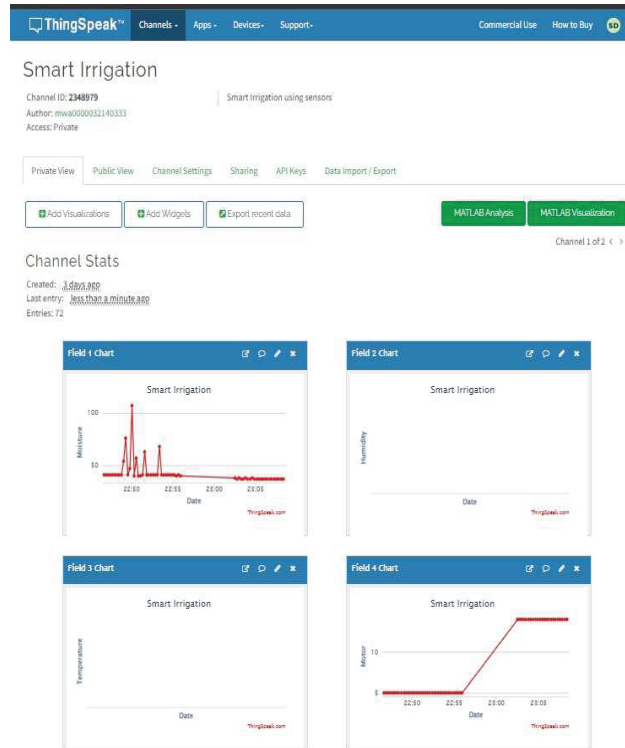 ThingSpeak™ Channels Apps Devices Support Commercial Use How to Buy SD
Smart Irrigation
Channel ID: 2348979
Author: mwa0000032140333
Access: Private
Smart Irrigation using sensors
Private View Public View Channel Settings Sharing API Keys Data Import / Export
Add Visualizations Add Widgets Export recent data MATLAB Analysis MATLAB Visualization
Channel 1 of 2 < >
Channel Stats
Created: 3 days ago
Last entry: less than a minute ago
Entries: 72
Field 1 Chart
Smart Irrigation
Moisture
100
50
22:50 22:55 23:00 23:05
Date
ThingSpeak.com
Field 2 Chart
Smart Irrigation
Humidity
Date
ThingSpeak.com
Field 3 Chart
Smart Irrigation
Temperature
Date
ThingSpeak.com
Field 4 Chart
Smart Irrigation
Motor
10
22:50 22:55 23:00 23:05
Date
ThingSpeak.com